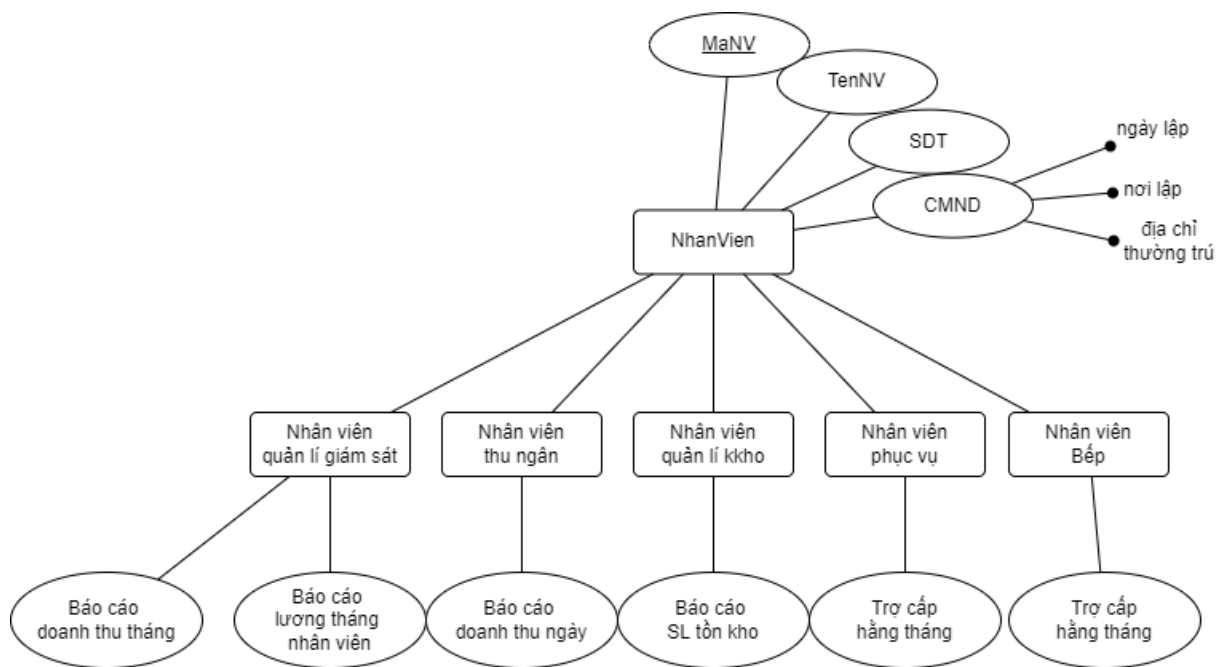 MaNV
TenNV
SDT
CMND
ngày lập
nơi lập
địa chỉ
thường trú
NhanVien
Nhân viên
quản lí giám sát
Nhân viên
thu ngân
Nhân viên
quản lí kkho
Nhân viên
phục vụ
Nhân viên
Bếp
Báo cáo
doanh thu tháng
Báo cáo
lương tháng
nhân viên
Báo cáo
doanh thu ngày
Báo cáo
SL tồn kho
Trợ cấp
hằng tháng
Trợ cấp
hằng tháng